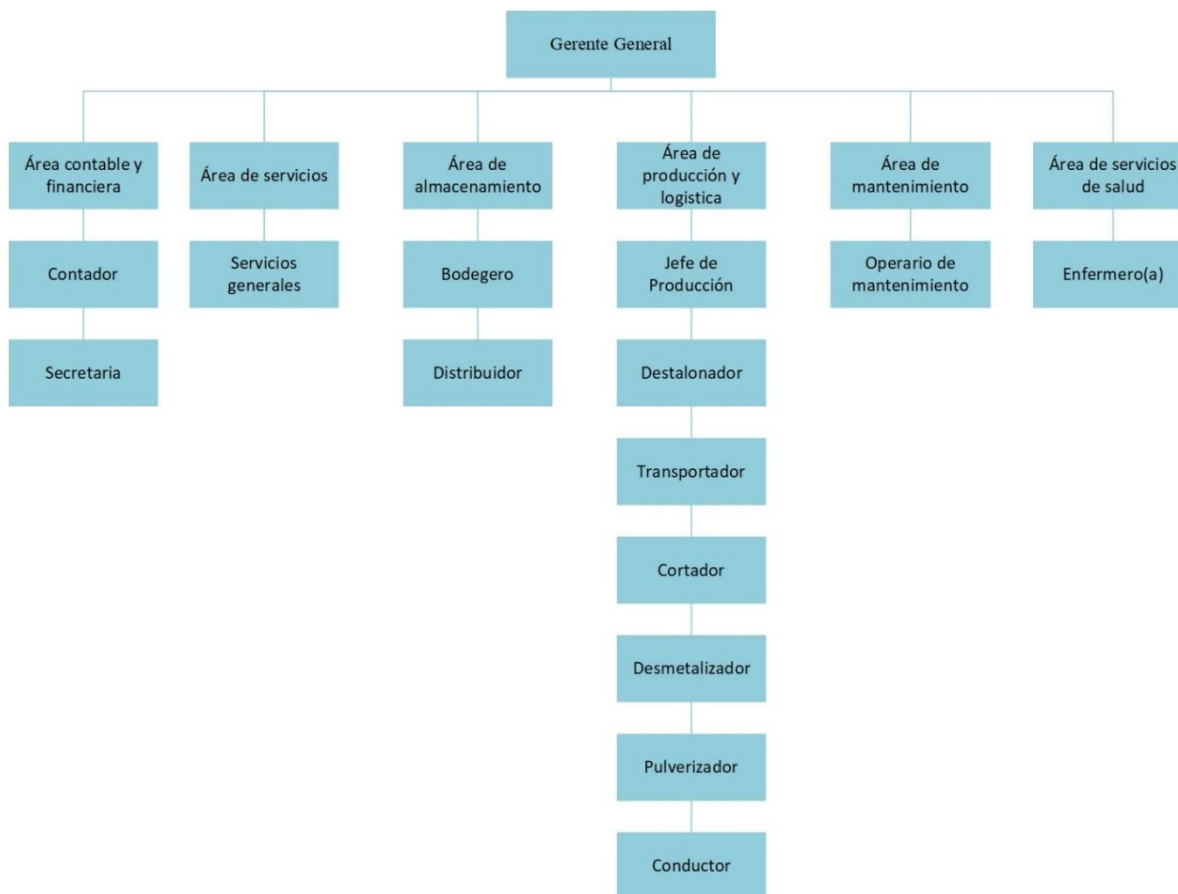 Gerente General
Área contable y
financiera
Área de servicios
Área de
almacenamiento
Área de
producción y
logistica
Área de
mantenimiento
Área de servicios
de salud
Contador
Servicios
generales
Bodegero
Jefe de
Producción
Operario de
mantenimiento
Enfermero(a)
Secretaria
Distribuidor
Destalonador
Transportador
Cortador
Desmetalizador
Pulverizador
Conductor